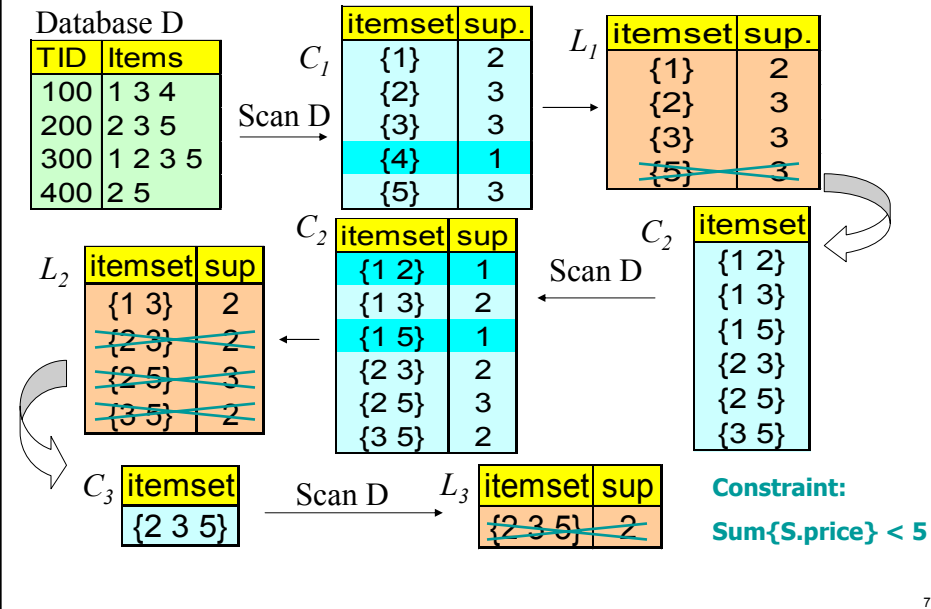 Database D
TID Items
100 1 3 4
200 2 3 5
300 1 2 3 5
400 2 5
Scan D
C1
itemset sup.
{1} 2
{2} 3
{3} 3
{4} 1
{5} 3
L1
itemset sup.
{1} 2
{2} 3
{3} 3
{5} 3
C2
itemset
{1 2}
{1 3}
{1 5}
{2 3}
{2 5}
{3 5}
Scan D
C2
itemset sup
{1 2} 1
{1 3} 2
{1 5} 1
{2 3} 2
{2 5} 3
{3 5} 2
L2
itemset sup
{1 3} 2
{2 3} 2
{2 5} 3
{3 5} 2
C3
itemset
{2 3 5}
Scan D
L3
itemset sup
{2 3 5} 2
Constraint:
Sum{S.price} < 5
7